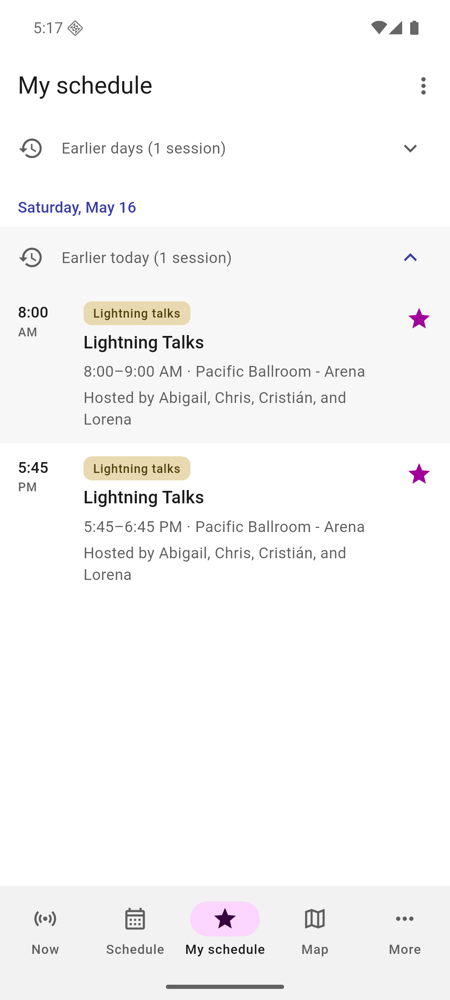 5:17
My schedule
Earlier days (1 session)
Saturday, May 16
Earlier today (1 session)
8:00
AM
Lightning talks
Lightning Talks
8:00–9:00 AM · Pacific Ballroom - Arena
Hosted by Abigail, Chris, Cristián, and
Lorena
5:45
PM
Lightning talks
Lightning Talks
5:45–6:45 PM · Pacific Ballroom - Arena
Hosted by Abigail, Chris, Cristián, and
Lorena
Now
Schedule
My schedule
Map
More